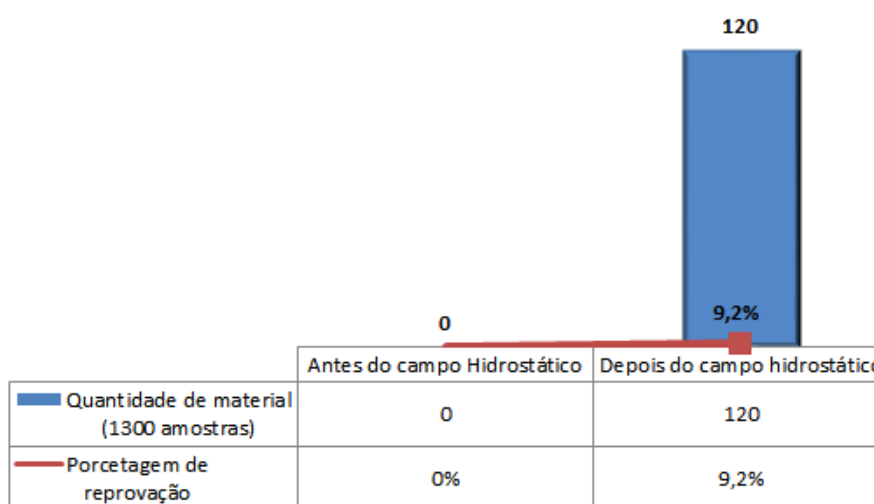 120
9,2%
0
Antes do campo Hidrostático Depois do campo hidrostático
Quantidade de material
(1300 amostras)
0 120
Porcetagem de
reprovação
0% 9,2%